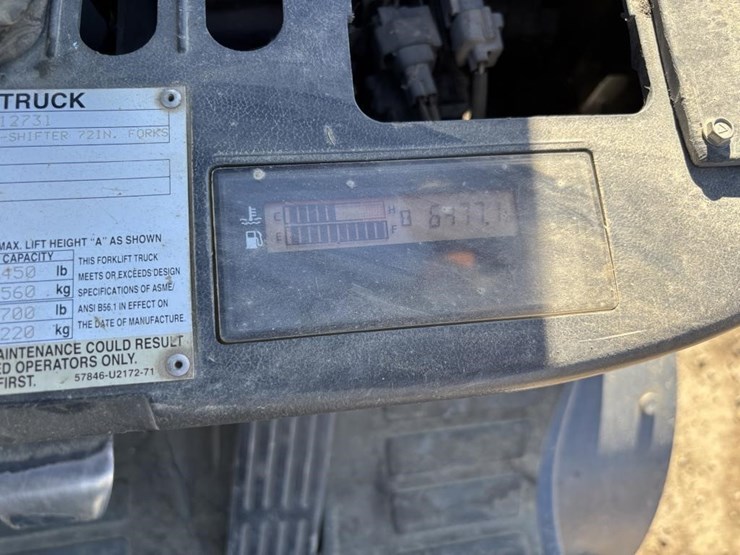 TRUCK
12731
-SHIFTER 72IN. FORKS
MAX. LIFT HEIGHT "A" AS SHOWN
CAPACITY
450 lb
560 kg
700 lb
220 kg
THIS FORKLIFT TRUCK
MEETS OR EXCEEDS DESIGN
SPECIFICATIONS OF ASME/
ANSI B56.1 IN EFFECT ON
THE DATE OF MANUFACTURE.
AINTENANCE COULD RESULT
ED OPERATORS ONLY.
FIRST. 57846-U2172-71
C H
E F